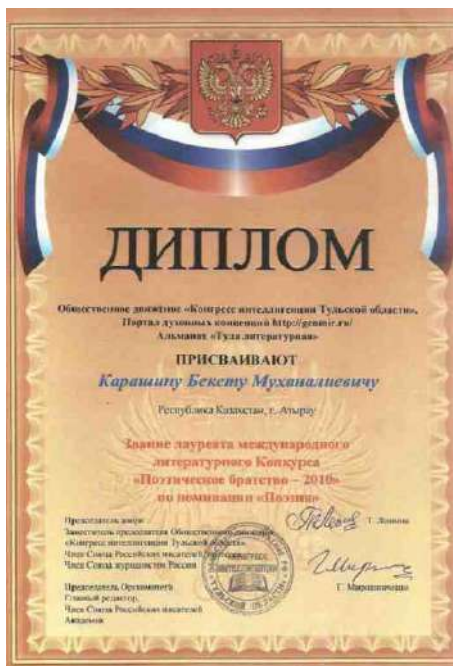 ДИПЛОМ
Общественное движение «Конгресс интеллигенции Тульской области»,
Портал духовных концепций http://genmir.ru/
Альманах «Тула литературная»
ПРИСВАИВАЮТ
Карашину Бекету Муханалиевичу
Республика Казахстан, г. Атырау
Звание лауреата международного
литературного Конкурса
«Поэтическое братство – 2010»
по номинации «Поэзия»
Председатель жюри
Заместитель председателя Общественного движения
«Конгресс интеллигенции Тульской области»
Член Союза Российских писателей
Член Союза журналистов России
Председатель Оргкомитета
Главный редактор,
Член Союза Российских писателей
Академик
Г. Мирошниченко